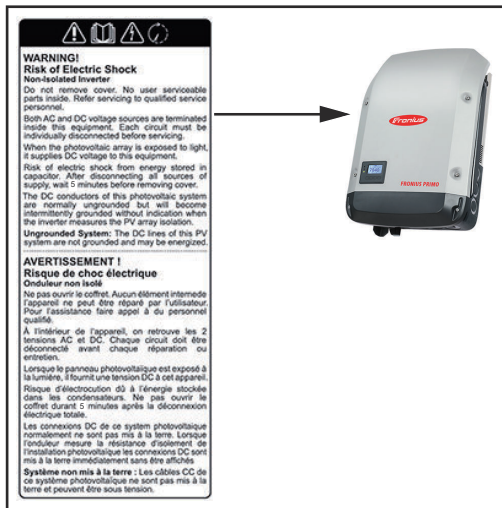 WARNING!
Risk of Electric Shock
Non-Isolated Inverter
Do not remove cover. No user serviceable
parts inside. Refer servicing to qualified service
personnel.
Both AC and DC voltage sources are terminated
inside this equipment. Each circuit must be
individually disconnected before servicing.
When the photovoltaic array is exposed to light,
it supplies DC voltage to this equipment.
Risk of electric shock from energy stored in
capacitor. After disconnecting all sources of
supply, wait 5 minutes before removing cover.
The DC conductors of this photovoltaic system
are normally ungrounded but will become
intermittently grounded without indication when
the inverter measures the PV array isolation.
Ungrounded System: The DC lines of this PV
system are not grounded and may be energized.
AVERTISSEMENT !
Risque de choc électrique
Onduleur non isolé
Ne pas ouvrir le coffret. Aucun élément internede
l'appareil ne peut être réparé par l'utilisateur.
Pour l'assistance faire appel à du personnel
qualifié.
À l'intérieur de l'appareil, on retrouve les 2
tensions AC et DC. Chaque circuit doit être
déconnecté avant chaque réparation ou
entretien.
Lorsque le panneau photovoltaïque est exposé à
la lumière, il fournit une tension DC à cet appareil.
Risque d'électrocution dû à l'énergie stockée
dans les condensateurs. Ne pas ouvrir le
coffret durant 5 minutes après la déconnexion
électrique totale.
Les connexions DC de ce system photovoltaique
normalement ne sont pas mis à la terre. Lorsque
l'onduleur mesure la résistance d'isolement de
l'installation photovoltaïque les connexions DC sont
mis à la terre immédiatement sans être affichés
Système non mis à la terre : Les câbles CC de
ce système photovoltaïque ne sont pas mis à la
terre et peuvent être sous tension.
Fronius
FRONIUS PRIMO